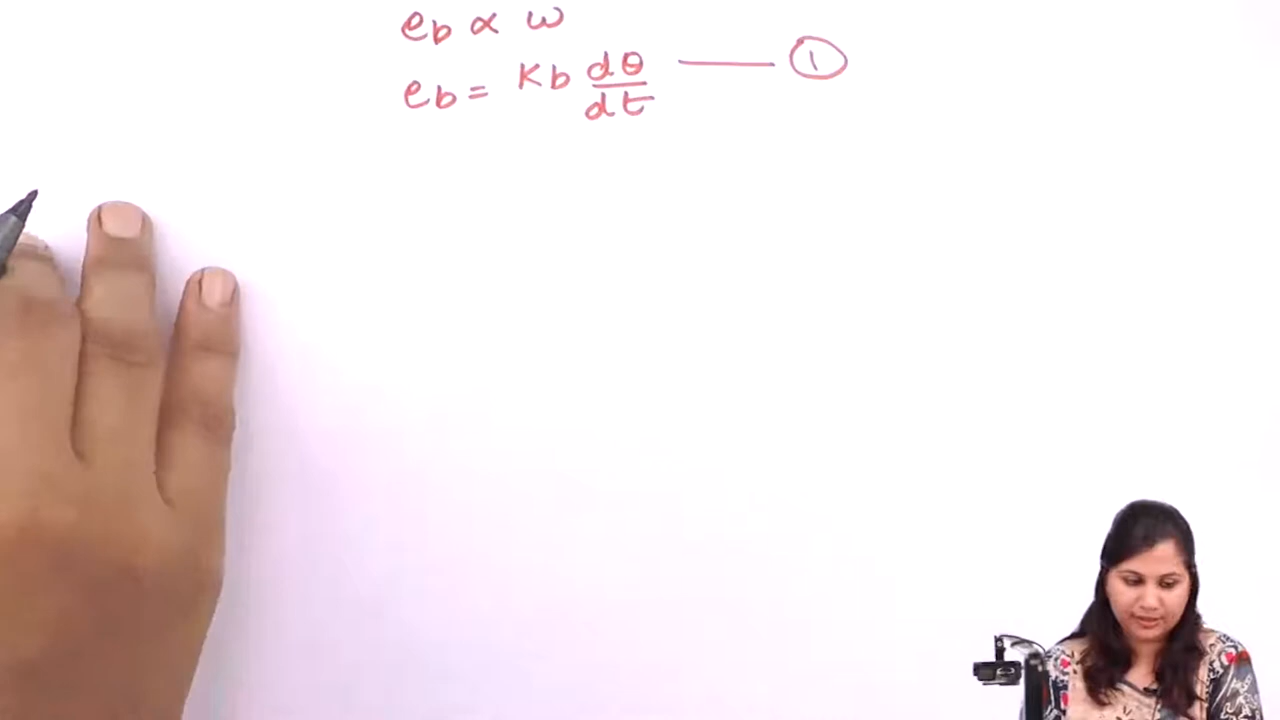 eb ∝ ω
eb = Kb dθ/dt —— ①